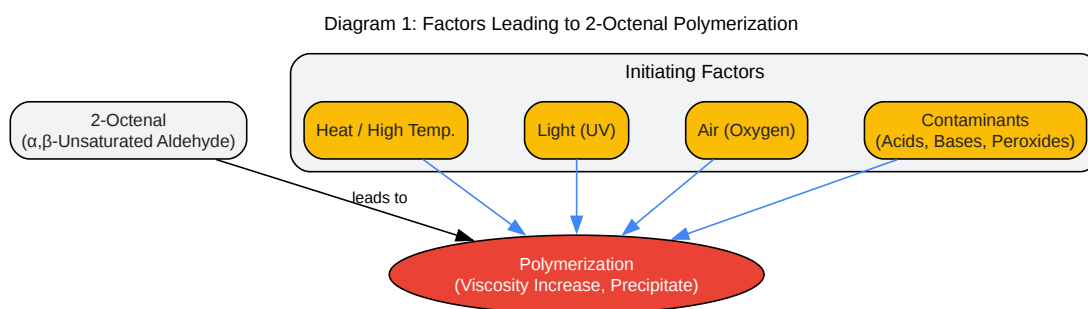 Diagram 1: Factors Leading to 2-Octenal Polymerization
Initiating Factors
2-Octenal
(α,β-Unsaturated Aldehyde)
Heat / High Temp.
Light (UV)
Air (Oxygen)
Contaminants
(Acids, Bases, Peroxides)
leads to
Polymerization
(Viscosity Increase, Precipitate)